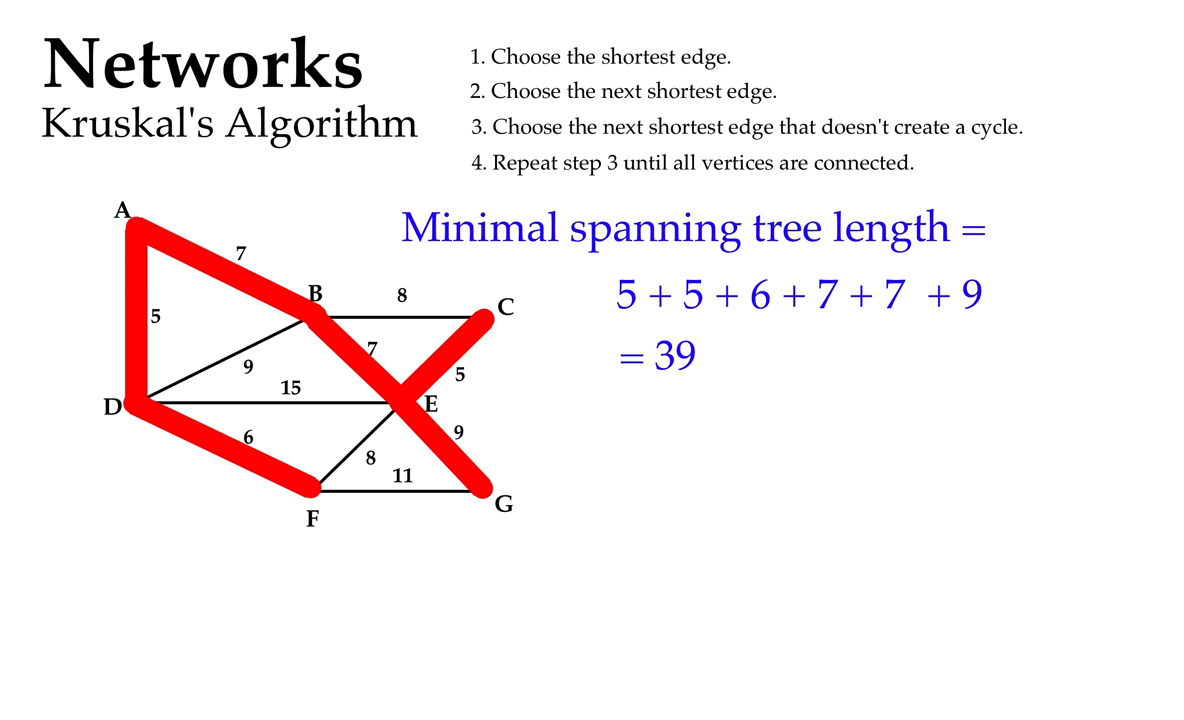 Networks
Kruskal's Algorithm
1. Choose the shortest edge.
2. Choose the next shortest edge.
3. Choose the next shortest edge that doesn't create a cycle.
4. Repeat step 3 until all vertices are connected.
Minimal spanning tree length =
5 + 5 + 6 + 7 + 7 + 9
= 39
A
7
B
8
C
5
7
9
5
15
D
E
6
9
8
11
G
F